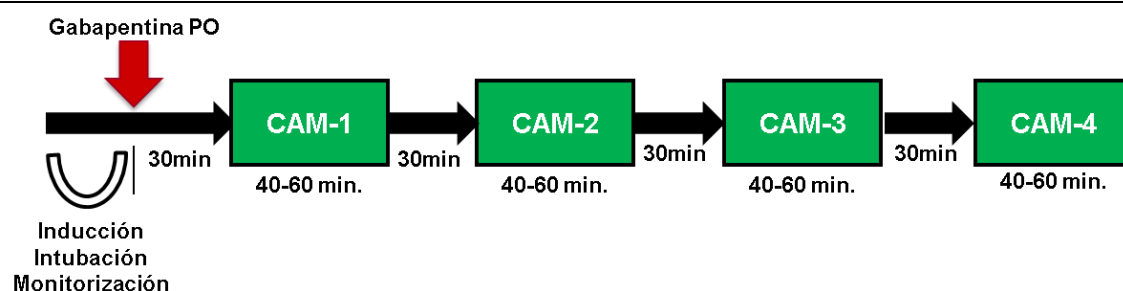 Gabapentina PO
CAM-1
CAM-2
CAM-3
CAM-4
30min
30min
30min
30min
40-60 min.
40-60 min.
40-60 min.
40-60 min.
Inducción
Intubación
Monitorización